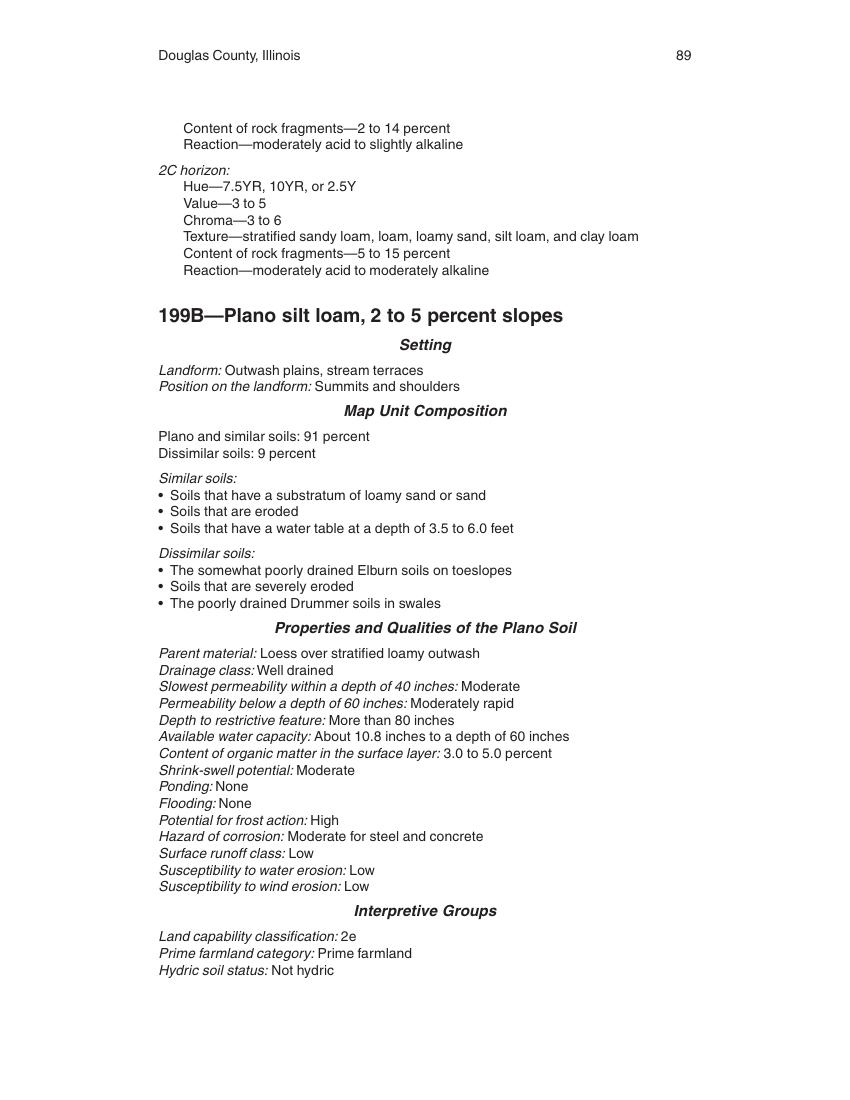 Douglas County, Illinois 89
Content of rock fragments—2 to 14 percent
Reaction—moderately acid to slightly alkaline
2C horizon:
Hue—7.5YR, 10YR, or 2.5Y
Value—3 to 5
Chroma—3 to 6
Texture—stratified sandy loam, loam, loamy sand, silt loam, and clay loam
Content of rock fragments—5 to 15 percent
Reaction—moderately acid to moderately alkaline
199B—Plano silt loam, 2 to 5 percent slopes
Setting
Landform: Outwash plains, stream terraces
Position on the landform: Summits and shoulders
Map Unit Composition
Plano and similar soils: 91 percent
Dissimilar soils: 9 percent
Similar soils:
• Soils that have a substratum of loamy sand or sand
• Soils that are eroded
• Soils that have a water table at a depth of 3.5 to 6.0 feet
Dissimilar soils:
• The somewhat poorly drained Elburn soils on toeslopes
• Soils that are severely eroded
• The poorly drained Drummer soils in swales
Properties and Qualities of the Plano Soil
Parent material: Loess over stratified loamy outwash
Drainage class: Well drained
Slowest permeability within a depth of 40 inches: Moderate
Permeability below a depth of 60 inches: Moderately rapid
Depth to restrictive feature: More than 80 inches
Available water capacity: About 10.8 inches to a depth of 60 inches
Content of organic matter in the surface layer: 3.0 to 5.0 percent
Shrink-swell potential: Moderate
Ponding: None
Flooding: None
Potential for frost action: High
Hazard of corrosion: Moderate for steel and concrete
Surface runoff class: Low
Susceptibility to water erosion: Low
Susceptibility to wind erosion: Low
Interpretive Groups
Land capability classification: 2e
Prime farmland category: Prime farmland
Hydric soil status: Not hydric